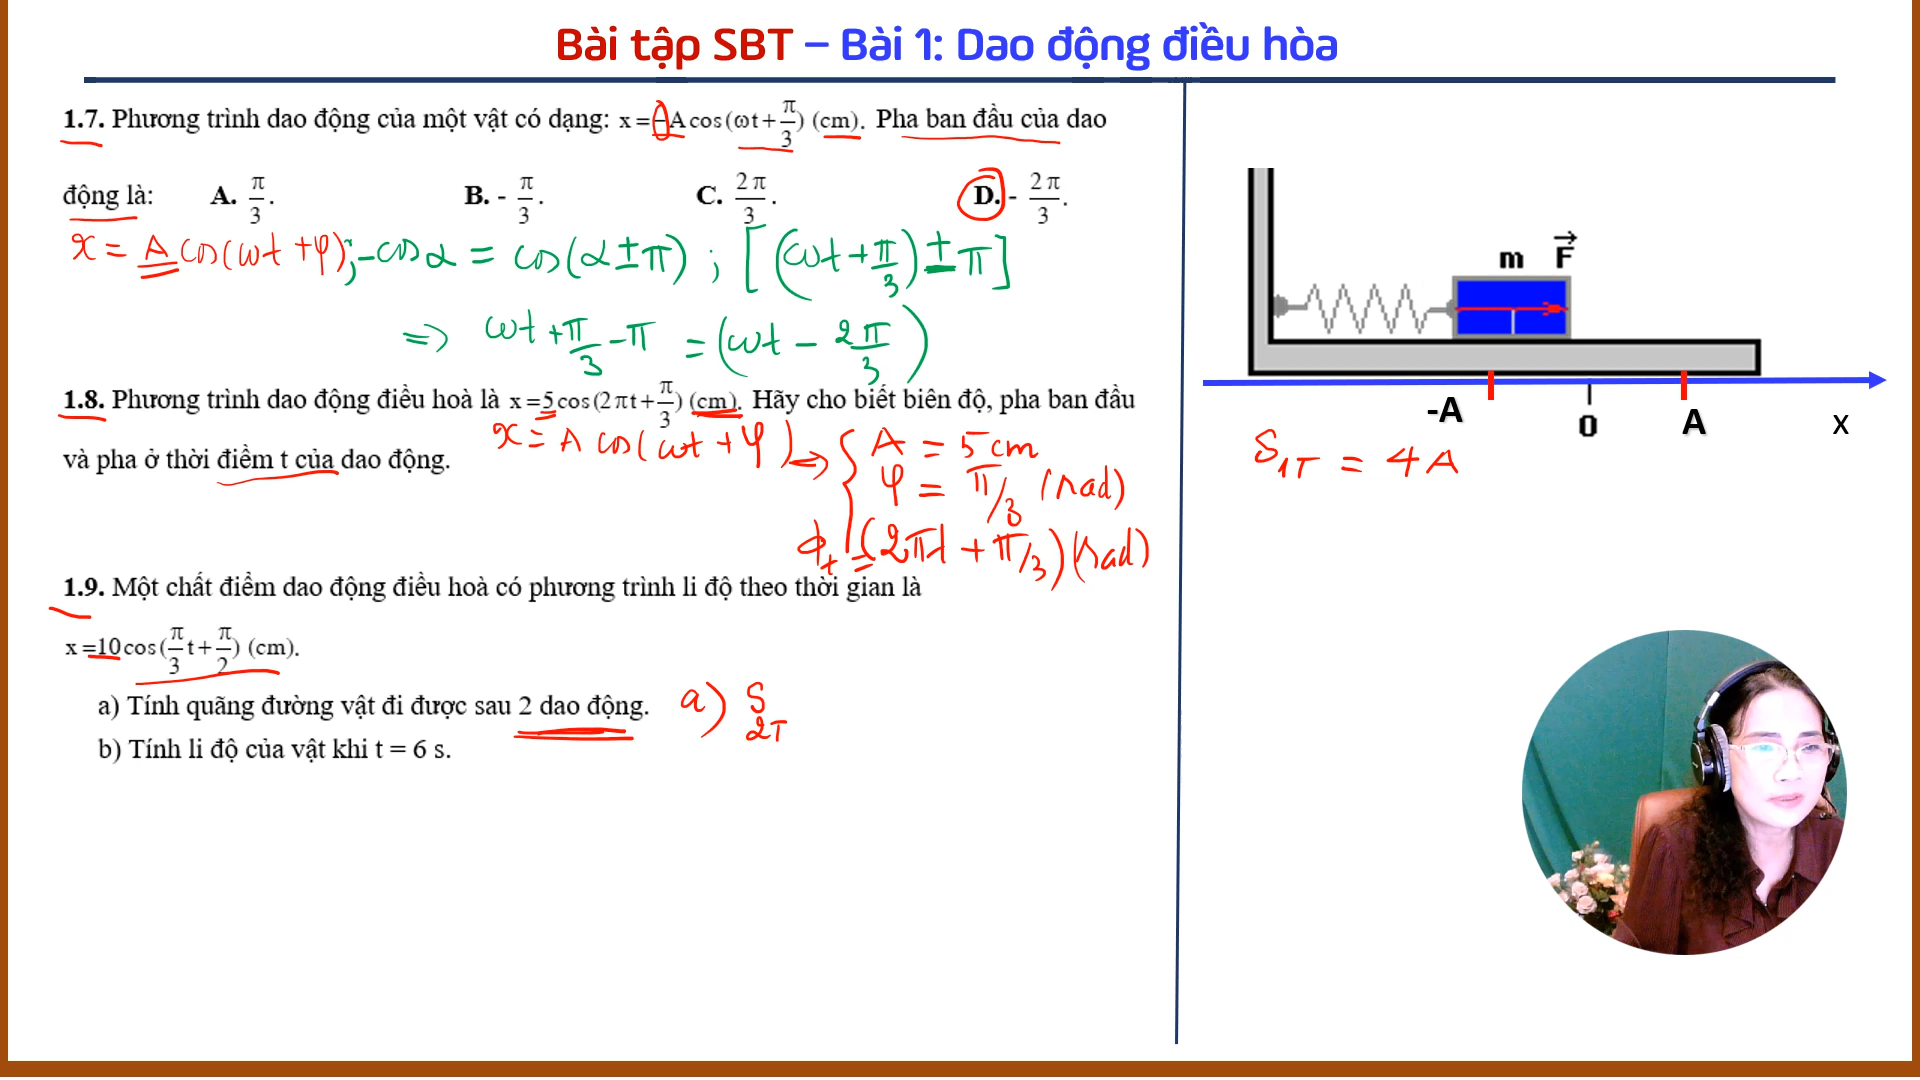 Bài tập SBT – Bài 1: Dao động điều hòa
1.7. Phương trình dao động của một vật có dạng: x = −A cos(ωt + π/3) (cm). Pha ban đầu của dao
động là: A. π/3. B. - π/3. C. 2π/3. D. - 2π/3.
x = A cos(ωt + φ); -cos α = cos(α ± π) ; [(ωt + π/3) ± π]
=> ωt + π/3 - π = (ωt - 2π/3)
1.8. Phương trình dao động điều hoà là x = 5cos(2πt + π/3) (cm). Hãy cho biết biên độ, pha ban đầu
và pha ở thời điểm t của dao động.
x = A cos(ωt + φ) => { A = 5 cm
φ = π/3 (rad)
ϕt = (2πt + π/3) (rad)
1.9. Một chất điểm dao động điều hoà có phương trình li độ theo thời gian là
x = 10cos(π/3 t + π/2) (cm).
a) Tính quãng đường vật đi được sau 2 dao động.
a) S2T
b) Tính li độ của vật khi t = 6 s.
m F
-A 0 A x
S1T = 4A